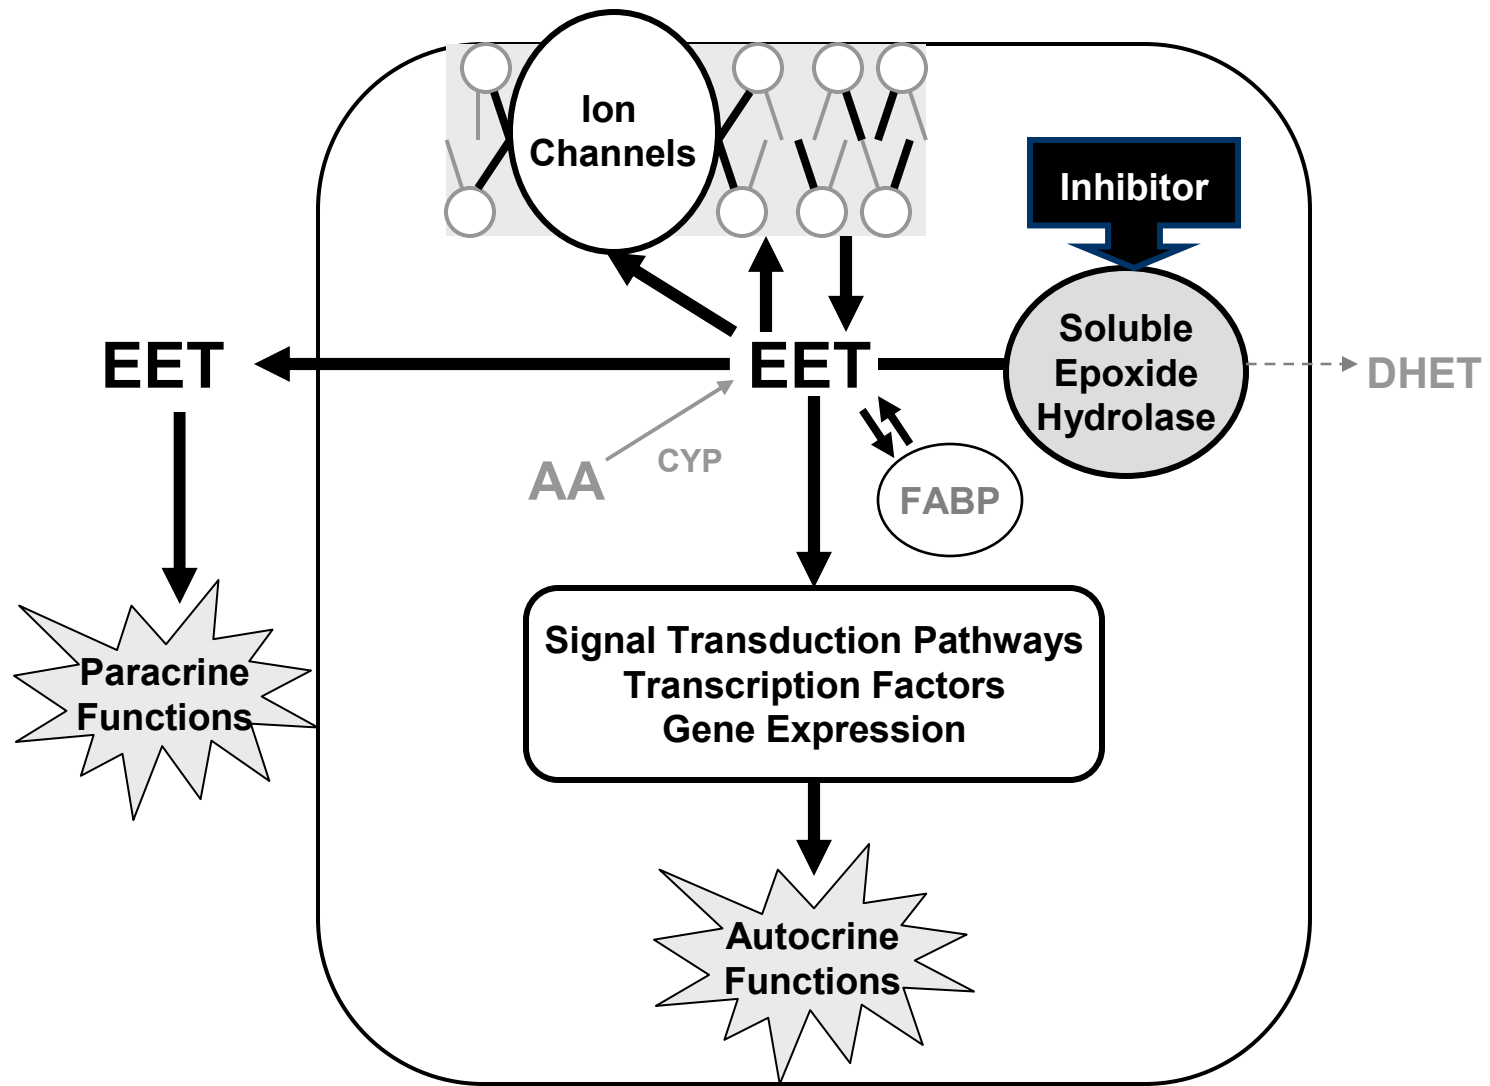 Ion
Channels
Inhibitor
Soluble
Epoxide
Hydrolase
EET
EET
DHET
AA
CYP
FABP
Signal Transduction Pathways
Transcription Factors
Gene Expression
Paracrine
Functions
Autocrine
Functions